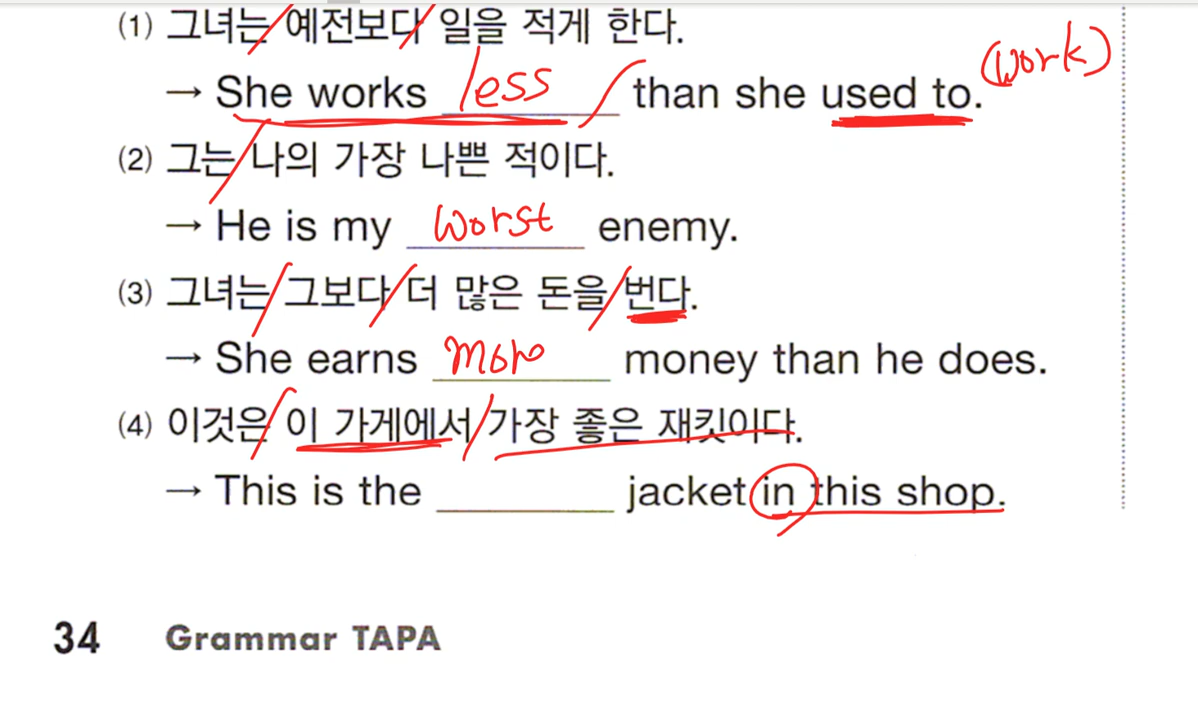 (1) 그녀는 예전보다 일을 적게 한다.
→ She works less than she used to. (work)
(2) 그는 나의 가장 나쁜 적이다.
→ He is my worst enemy.
(3) 그녀는 그보다 더 많은 돈을 번다.
→ She earns more money than he does.
(4) 이것은 이 가게에서 가장 좋은 재킷이다.
→ This is the jacket in this shop.
34 Grammar TAPA